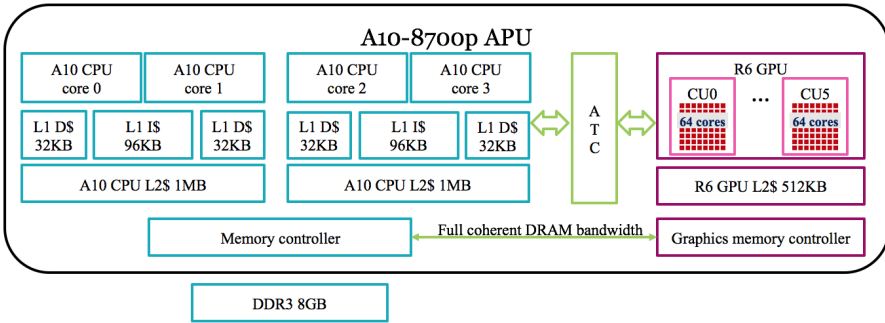 A10-8700p APU
A10 CPU
core 0
A10 CPU
core 1
A10 CPU
core 2
A10 CPU
core 3
L1 D$
32KB
L1 I$
96KB
L1 D$
32KB
L1 D$
32KB
L1 I$
96KB
L1 D$
32KB
A10 CPU L2$ 1MB
A10 CPU L2$ 1MB
A
T
C
R6 GPU
CU0
64 cores
...
CU5
64 cores
R6 GPU L2$ 512KB
Memory controller
Full coherent DRAM bandwidth
Graphics memory controller
DDR3 8GB